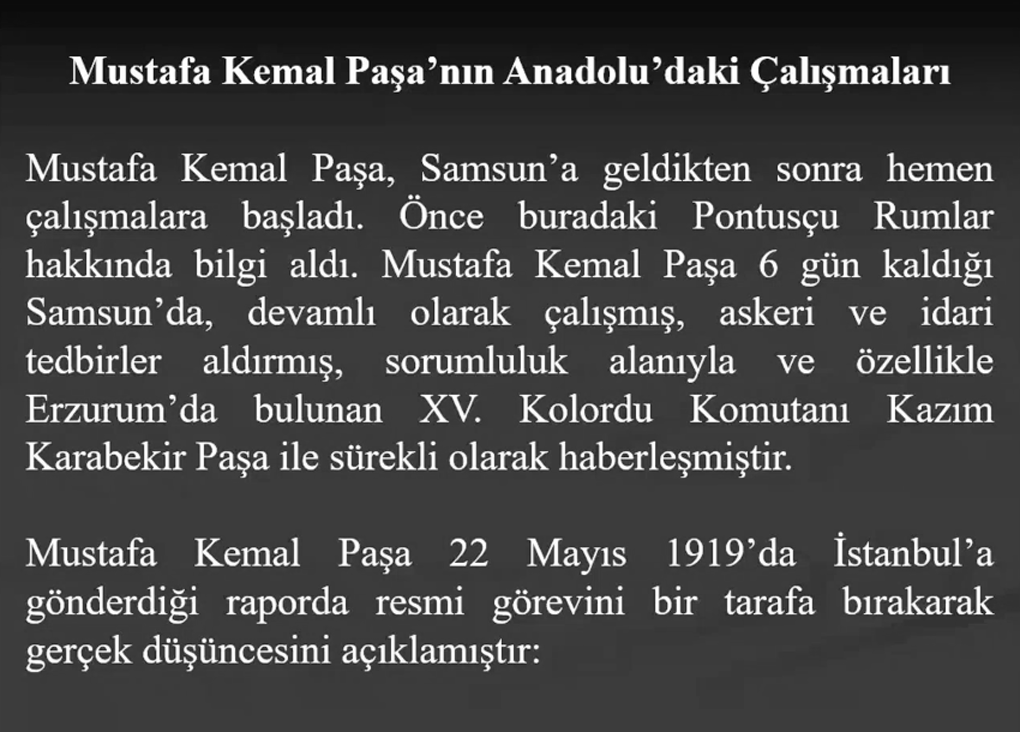 Mustafa Kemal Paşa’nın Anadolu’daki Çalışmaları
Mustafa Kemal Paşa, Samsun’a geldikten sonra hemen
çalışmalara başladı. Önce buradaki Pontusçu Rumlar
hakkında bilgi aldı. Mustafa Kemal Paşa 6 gün kaldığı
Samsun’da, devamlı olarak çalışmış, askeri ve idari
tedbirler aldırmış, sorumluluk alanıyla ve özellikle
Erzurum’da bulunan XV. Kolordu Komutanı Kazım
Karabekir Paşa ile sürekli olarak haberleşmiştir.
Mustafa Kemal Paşa 22 Mayıs 1919’da İstanbul’a
gönderdiği raporda resmi görevini bir tarafa bırakarak
gerçek düşüncesini açıklamıştır: